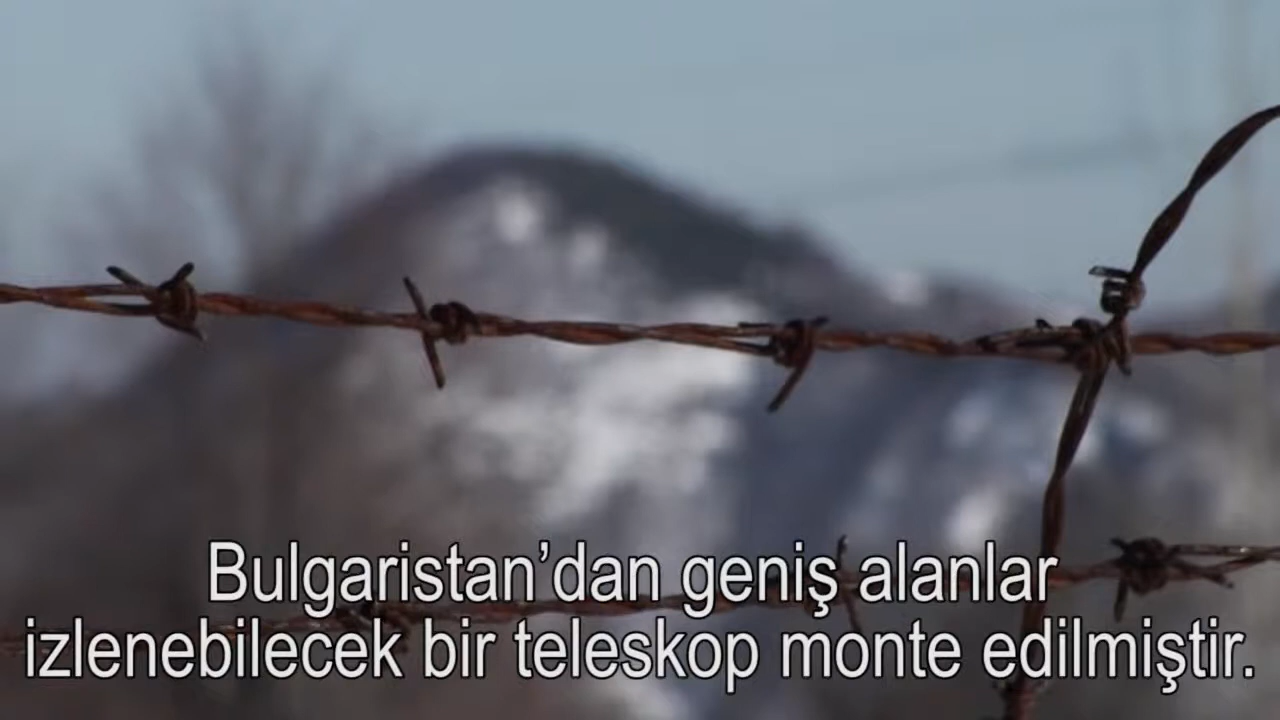 Bulgaristan’dan geniş alanlar
izlenebilecek bir teleskop monte edilmiştir.